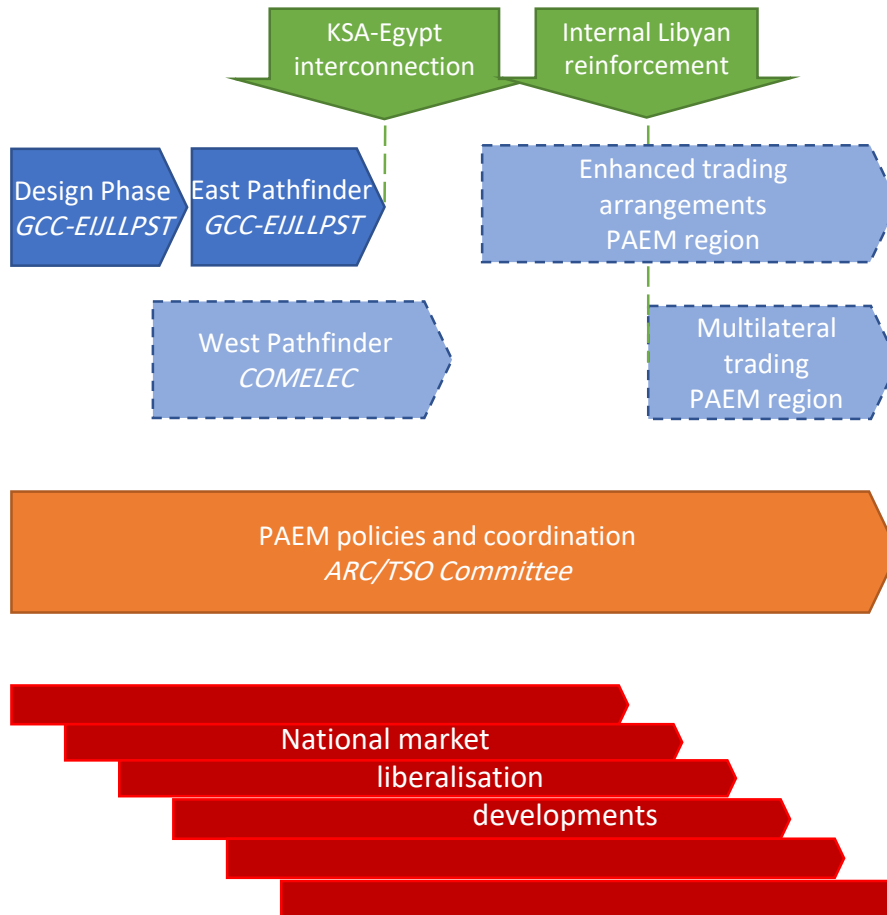 KSA-Egypt
interconnection
Internal Libyan
reinforcement
Design Phase
GCC-EIJLLPST
East Pathfinder
GCC-EIJLLPST
Enhanced trading
arrangements
PAEM region
West Pathfinder
COMELEC
Multilateral
trading
PAEM region
PAEM policies and coordination
ARC/TSO Committee
National market
liberalisation
developments